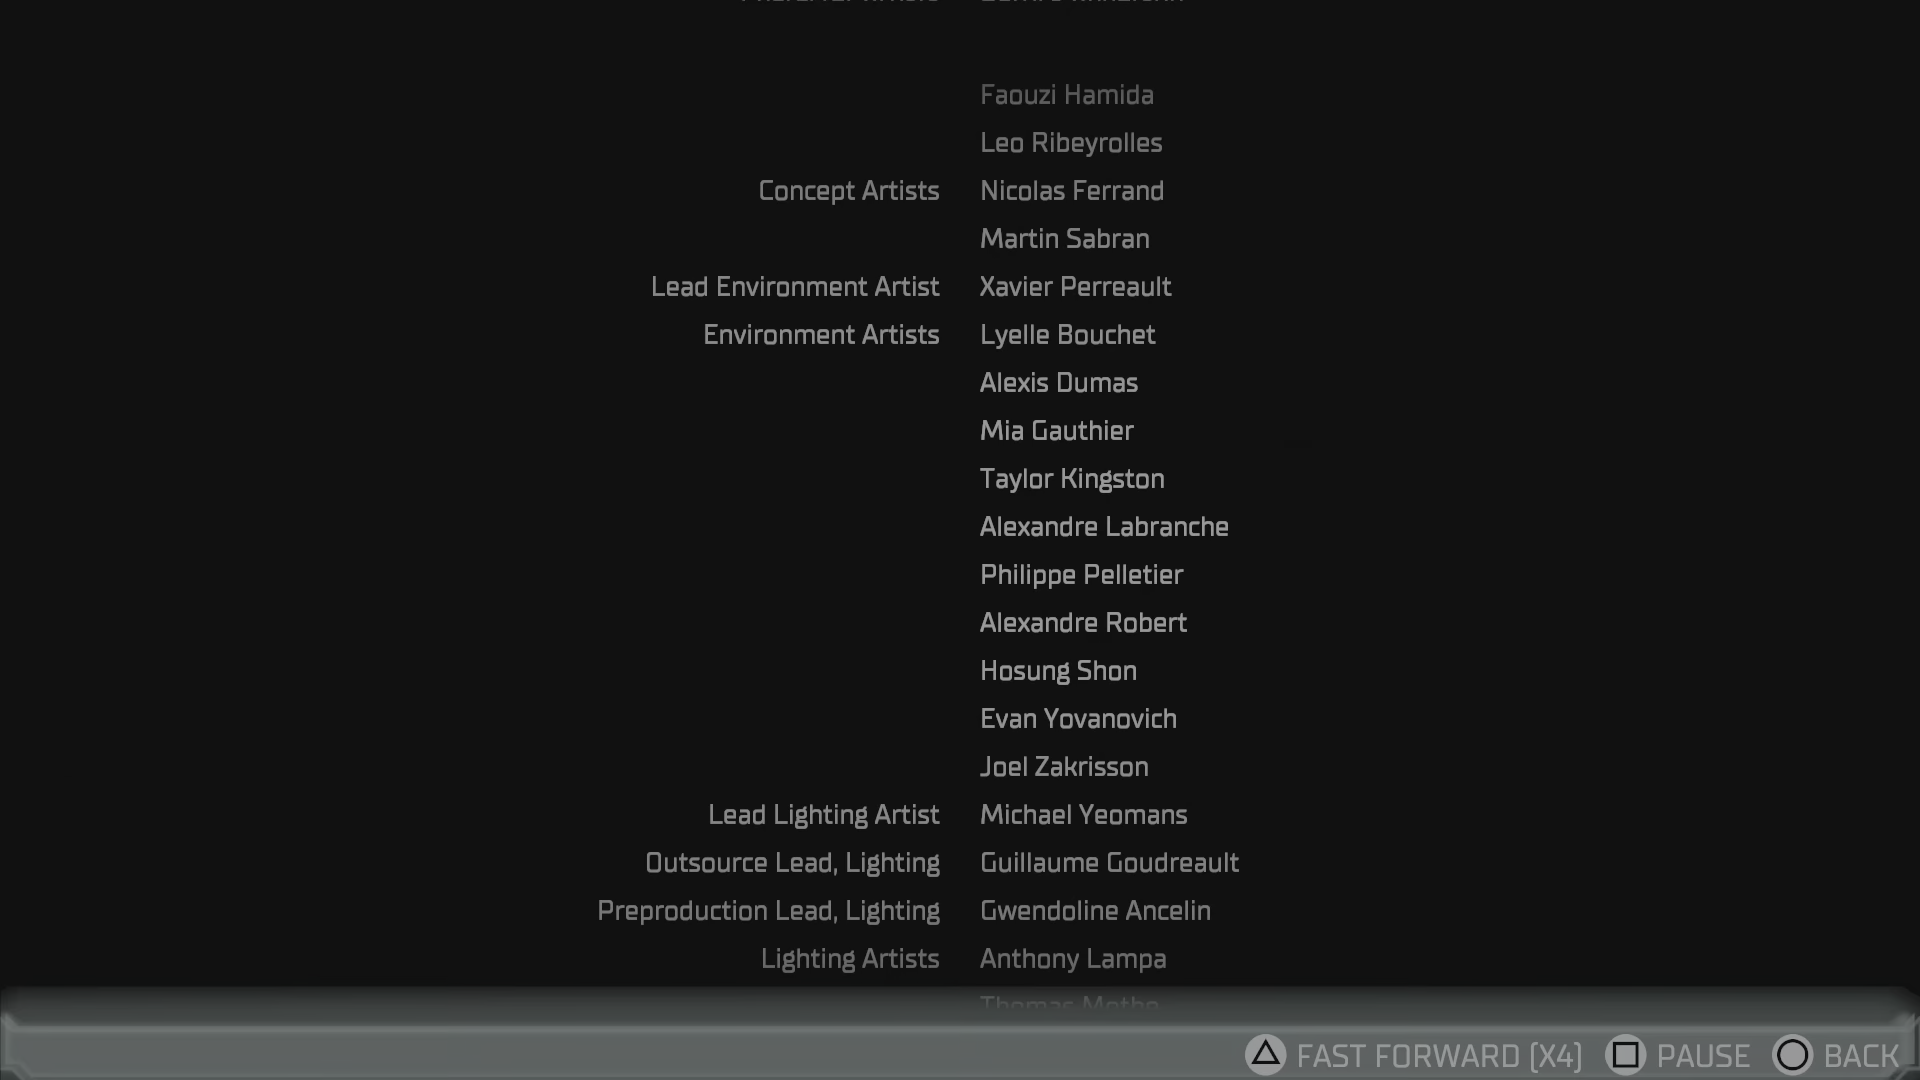 Faouzi Hamida
Leo Ribeyrolles
Concept Artists Nicolas Ferrand
Martin Sabran
Lead Environment Artist Xavier Perreault
Environment Artists Lyelle Bouchet
Alexis Dumas
Mia Gauthier
Taylor Kingston
Alexandre Labranche
Philippe Pelletier
Alexandre Robert
Hosung Shon
Evan Yovanovich
Joel Zakrisson
Lead Lighting Artist Michael Yeomans
Outsource Lead, Lighting Guillaume Goudreault
Preproduction Lead, Lighting Gwendoline Ancelin
Lighting Artists Anthony Lampa
Thomas
FAST FORWARD (X4) PAUSE BACK